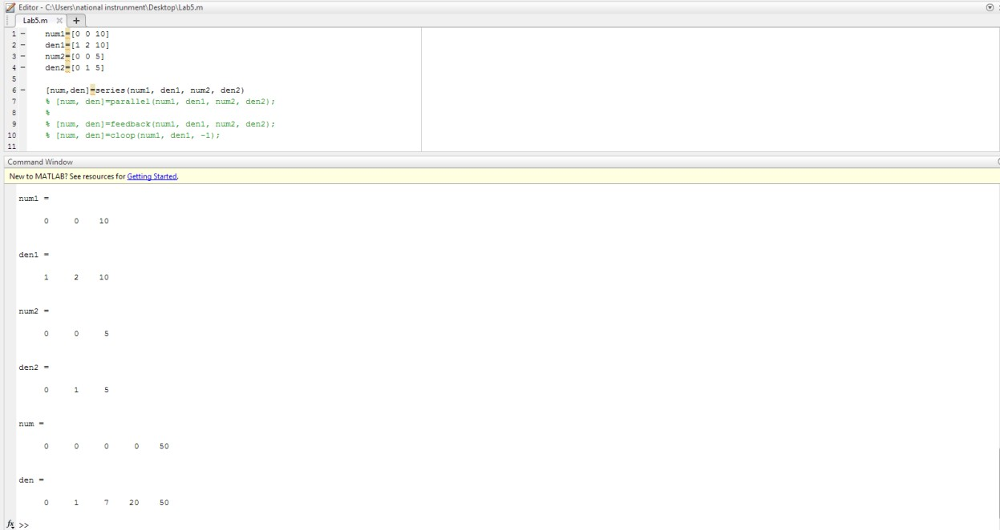 Editor - C:\Users\national instrunment\Desktop\Lab5.m
Lab5.m × +
1 – num1=[0 0 10]
2 – den1=[1 2 10]
3 – num2=[0 0 5]
4 – den2=[0 1 5]
5
6 – [num,den]=series(num1, den1, num2, den2)
7 % [num, den]=parallel(num1, den1, num2, den2);
8 %
9 % [num, den]=feedback(num1, den1, num2, den2);
10 % [num, den]=cloop(num1, den1, -1);
11
Command Window
New to MATLAB? See resources for Getting Started.
num1 =
0 0 10
den1 =
1 2 10
num2 =
0 0 5
den2 =
0 1 5
num =
0 0 0 0 50
den =
0 1 7 20 50
fx >>